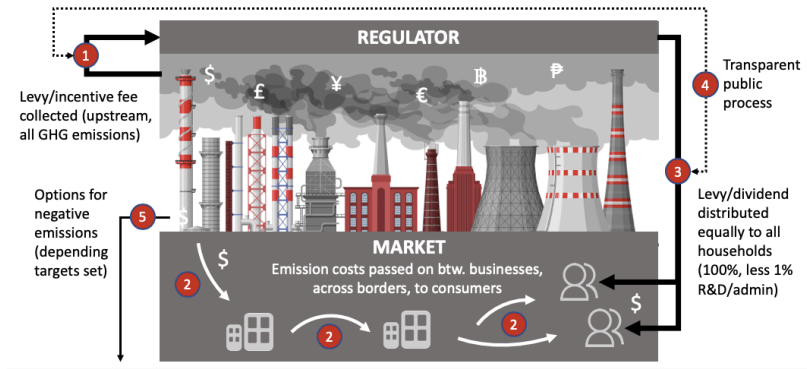 REGULATOR
1
Levy/incentive fee
collected (upstream,
all GHG emissions)
$
£
¥
€
฿
₱
4
Transparent
public
process
3
Levy/dividend
distributed
equally to all
households
(100%, less 1%
R&D/admin)
Options for
negative
emissions
(depending
targets set)
5
$
MARKET
Emission costs passed on btw. businesses,
across borders, to consumers
2
$
2
2
$